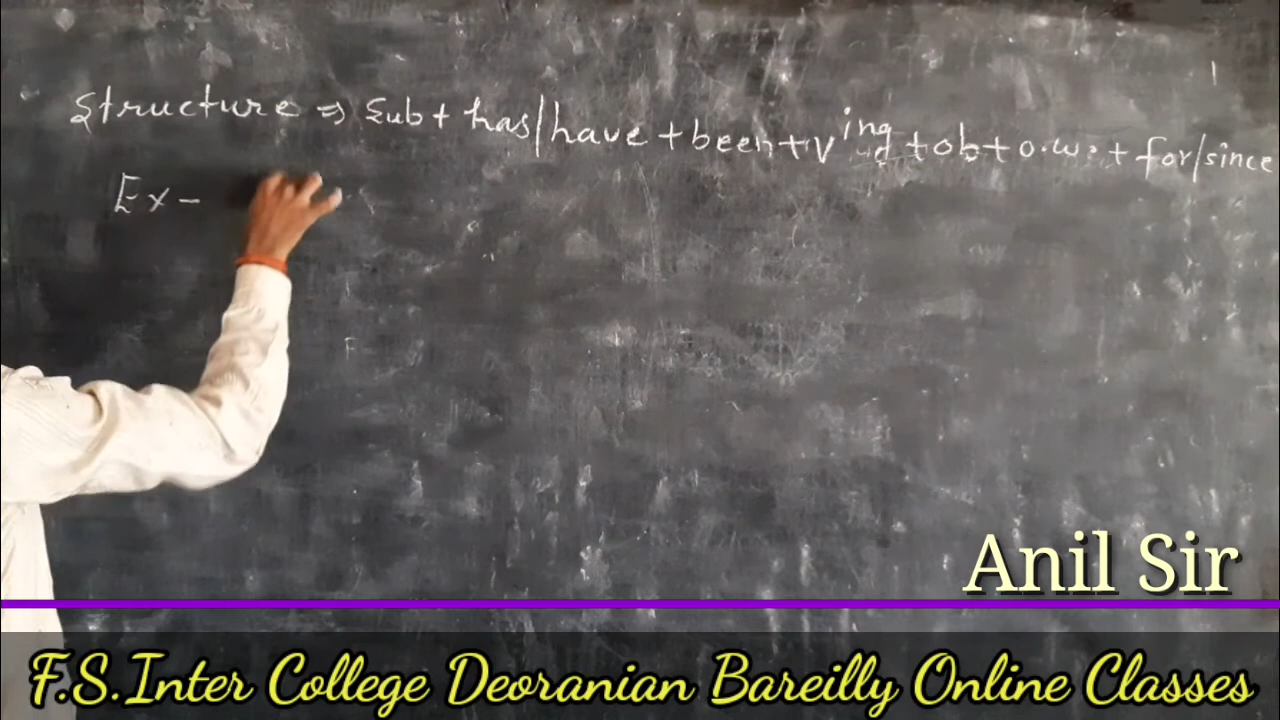 Structure ⇒ Sub + has/have + been + V ing + ob + o.w. + for/since
Ex -
Anil Sir
F.S.Inter College Deoranian Bareilly Online Classes